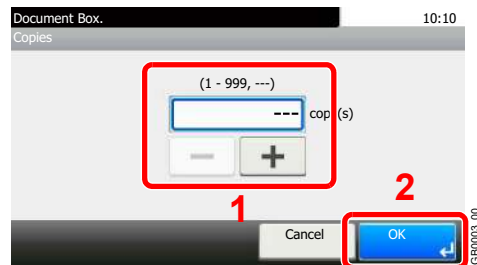 Document Box. 10:10
Copies
(1 - 999, ---)
--- cop (s)
− +
1
2
Cancel OK
GB0003_00